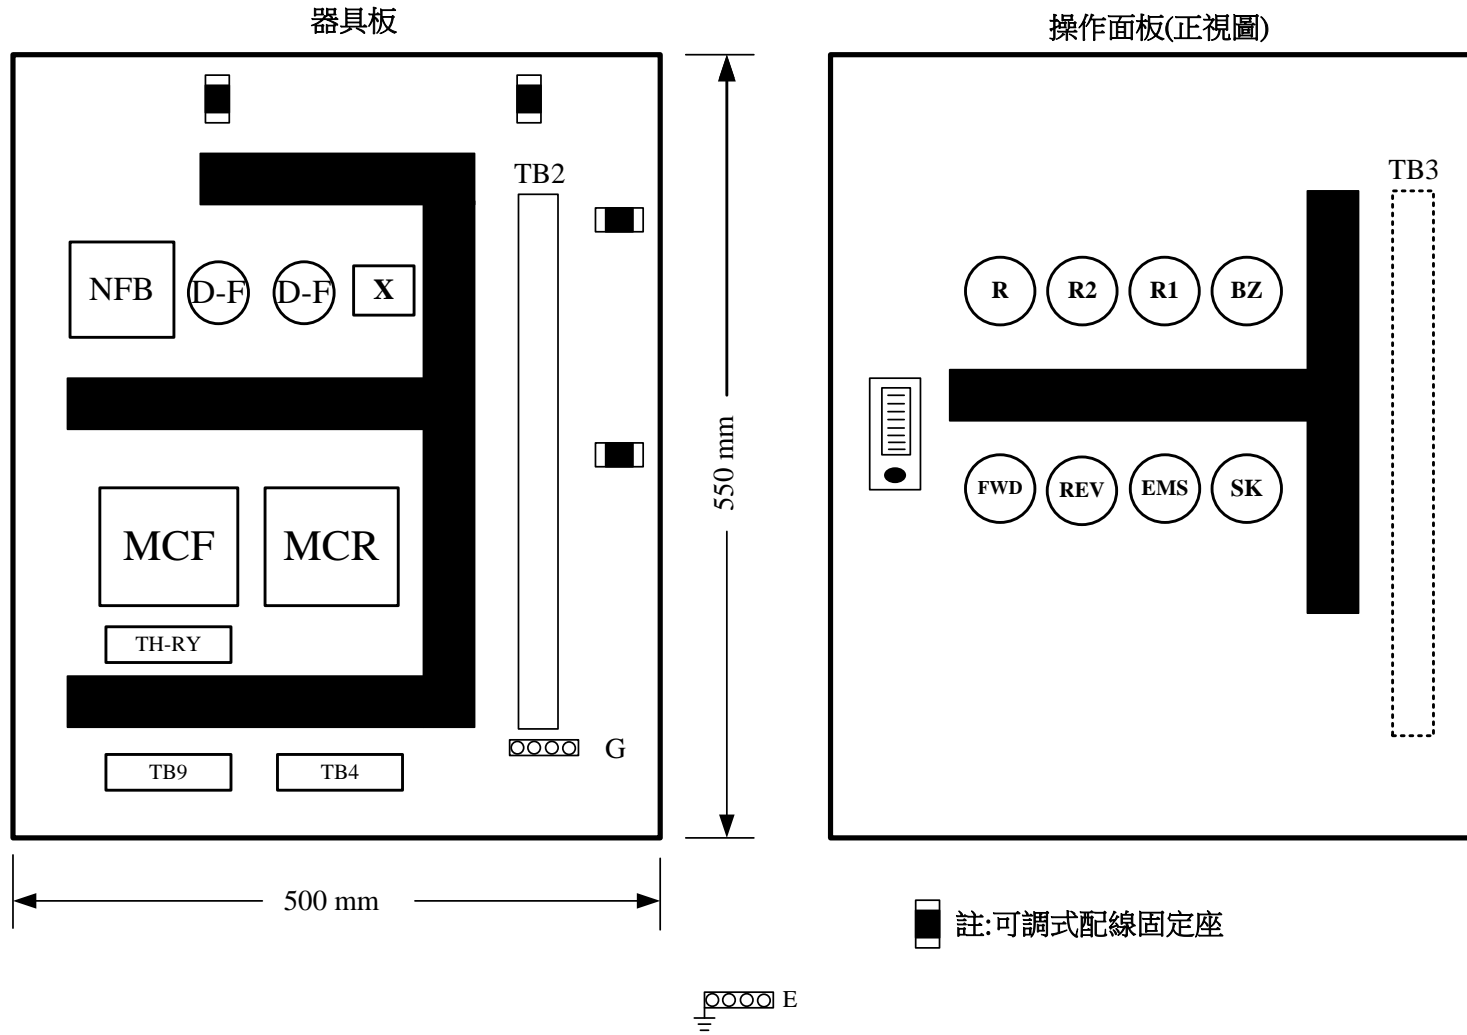 器具板
操作面板(正視圖)
TB2
TB3
NFB
D-F
D-F
X
R
R2
R1
BZ
550 mm
FWD
REV
EMS
SK
MCF
MCR
TH-RY
G
TB9
TB4
500 mm
註:可調式配線固定座
E